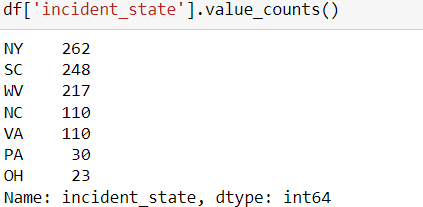 df['incident_state'].value_counts()
NY    262
SC    248
WV    217
NC    110
VA    110
PA     30
OH     23
Name: incident_state, dtype: int64